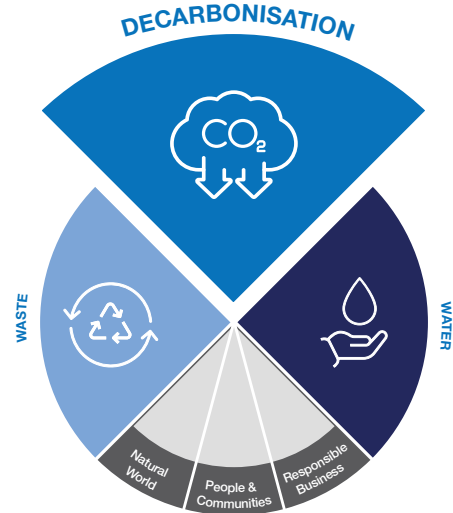 DECARBONISATION
CO₂
WASTE
WATER
Natural
World
People &
Communities
Responsible
Business